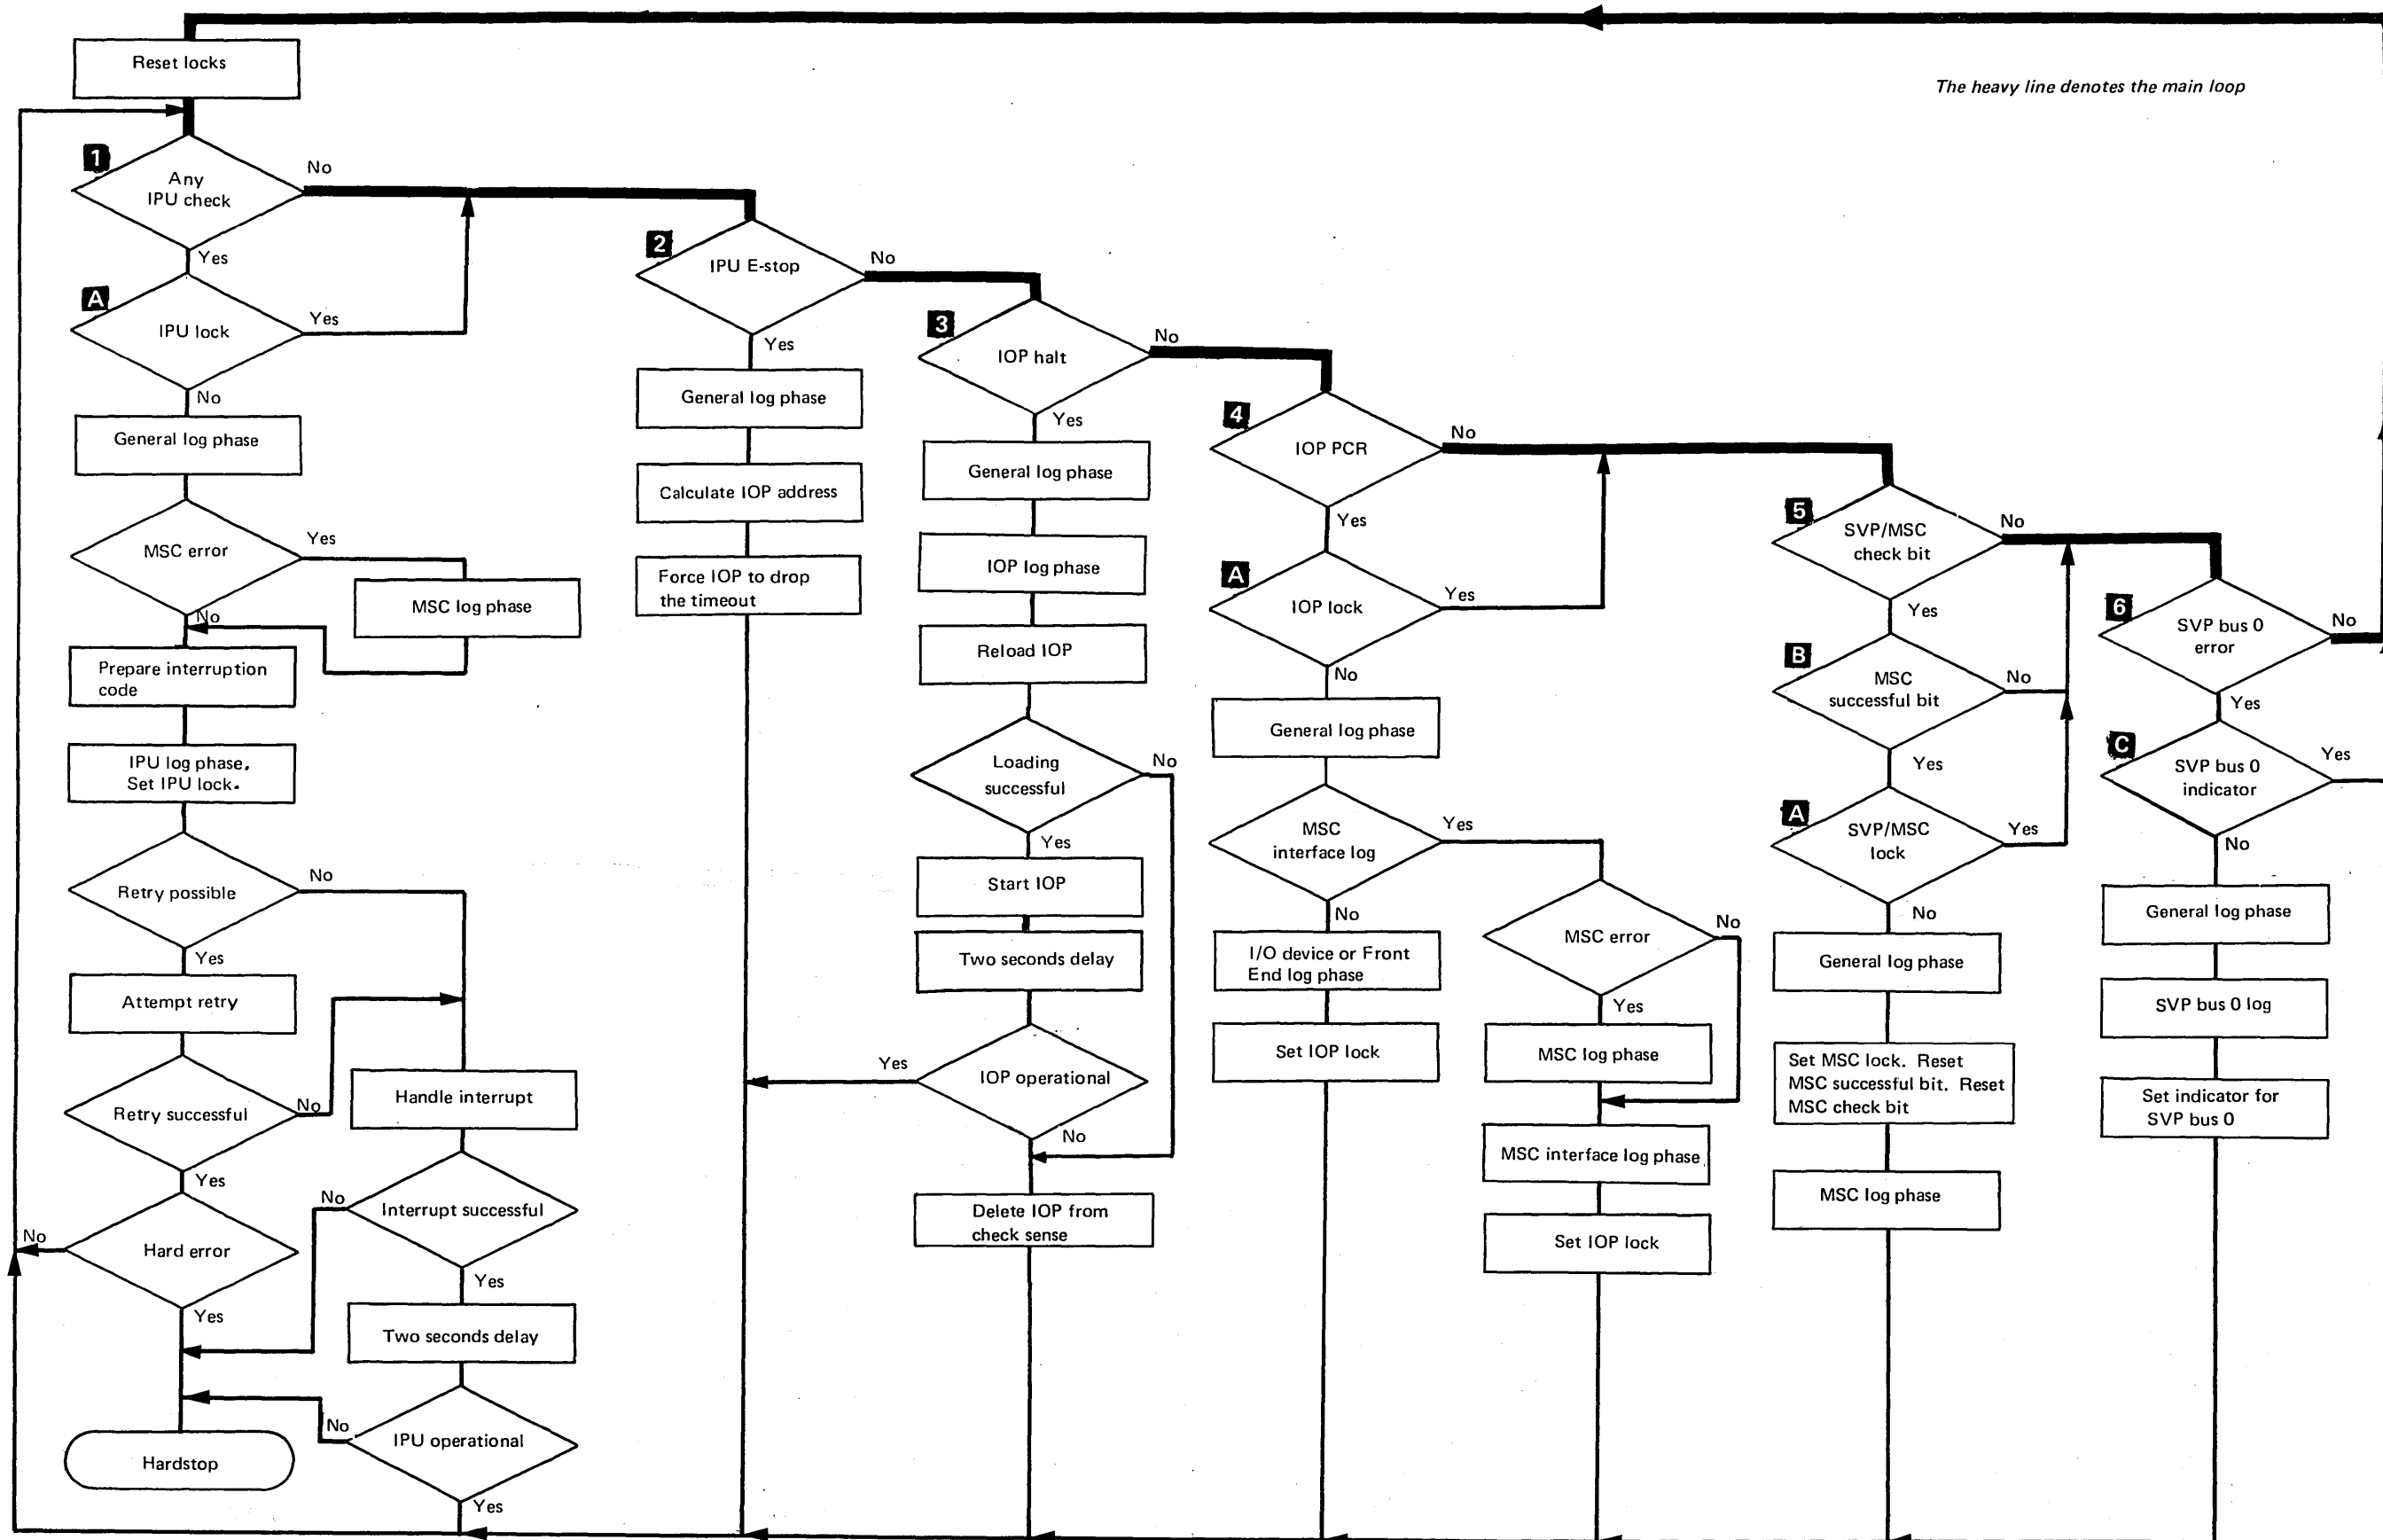 Reset locks
The heavy line denotes the main loop
1
Any
IPU check
No
Yes
A
IPU lock
Yes
No
General log phase
MSC error
Yes
MSC log phase
No
Prepare interruption
code
IPU log phase.
Set IPU lock.
Retry possible
No
Yes
Attempt retry
Retry successful
No
Yes
Hard error
No
Yes
Hardstop
Handle interrupt
Interrupt successful
No
Yes
Two seconds delay
IPU operational
No
Yes
2
IPU E-stop
No
Yes
General log phase
Calculate IOP address
Force IOP to drop
the timeout
3
IOP halt
No
Yes
General log phase
IOP log phase
Reload IOP
Loading
successful
No
Yes
Start IOP
Two seconds delay
IOP operational
Yes
No
Delete IOP from
check sense
4
IOP PCR
No
Yes
A
IOP lock
Yes
No
General log phase
MSC
interface log
Yes
No
I/O device or Front
End log phase
Set IOP lock
MSC error
No
Yes
MSC log phase
MSC interface log phase
Set IOP lock
5
SVP/MSC
check bit
No
Yes
B
MSC
successful bit
No
Yes
A
SVP/MSC
lock
Yes
No
General log phase
Set MSC lock. Reset
MSC successful bit. Reset
MSC check bit
MSC log phase
6
SVP bus 0
error
No
Yes
C
SVP bus 0
indicator
Yes
No
General log phase
SVP bus 0 log
Set indicator for
SVP bus 0